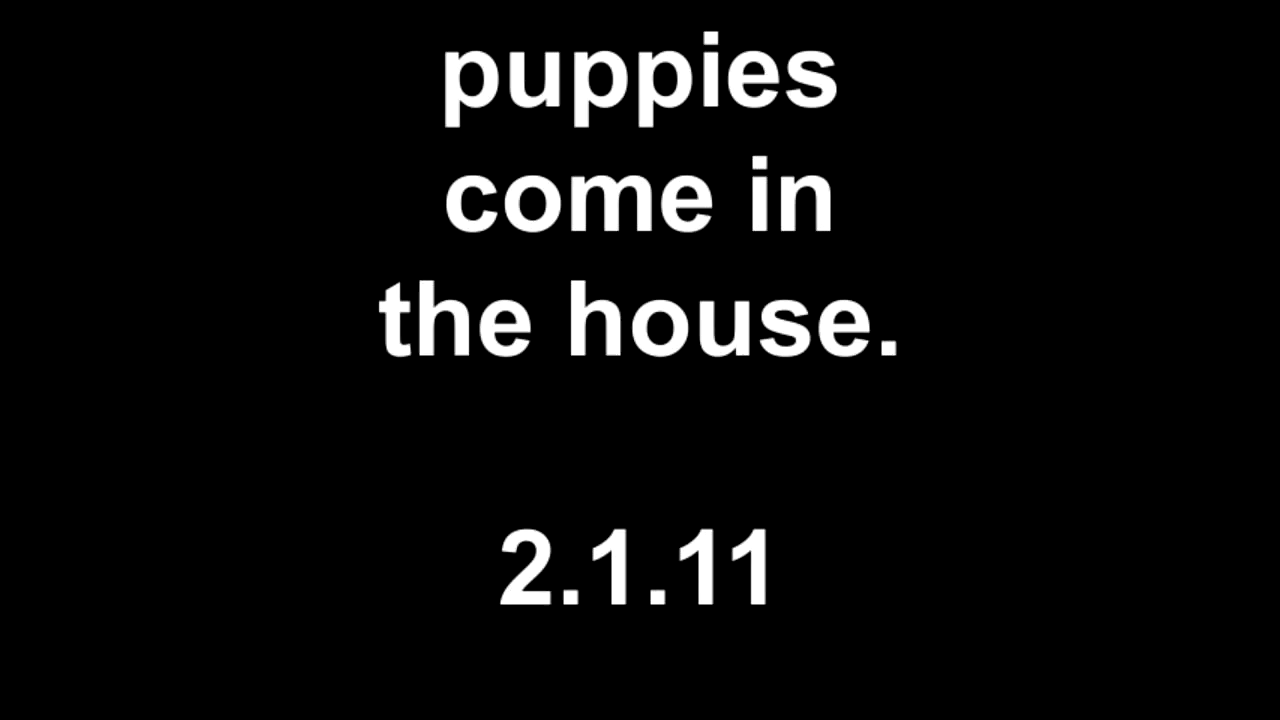 puppies
come in
the house.
2.1.11